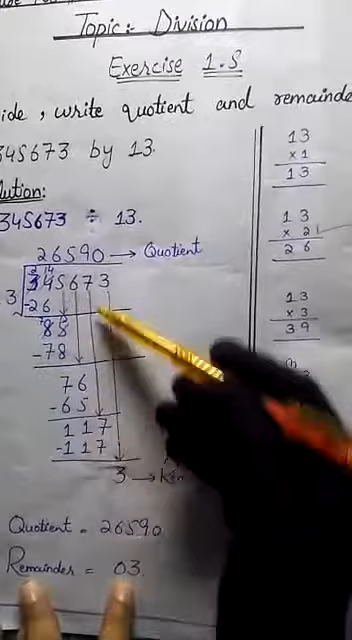 Topic:- Division
Exercise 1.5
ide, write quotient and remainde
345673 by 13.
lution:
345673 ÷ 13.
26590 → Quotient
3 345673
-26
85
-78
76
-65
117
-117
3 →
Quotient = 26590
Remainder = 03.
13
x 1
13
13
x 2
26
13
x 3
39